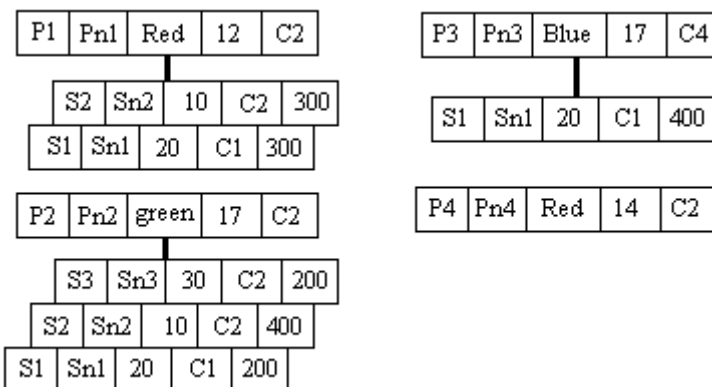 P1 Pn1 Red 12 C2
S2 Sn2 10 C2 300
S1 Sn1 20 C1 300
P2 Pn2 green 17 C2
S3 Sn3 30 C2 200
S2 Sn2 10 C2 400
S1 Sn1 20 C1 200
P3 Pn3 Blue 17 C4
S1 Sn1 20 C1 400
P4 Pn4 Red 14 C2